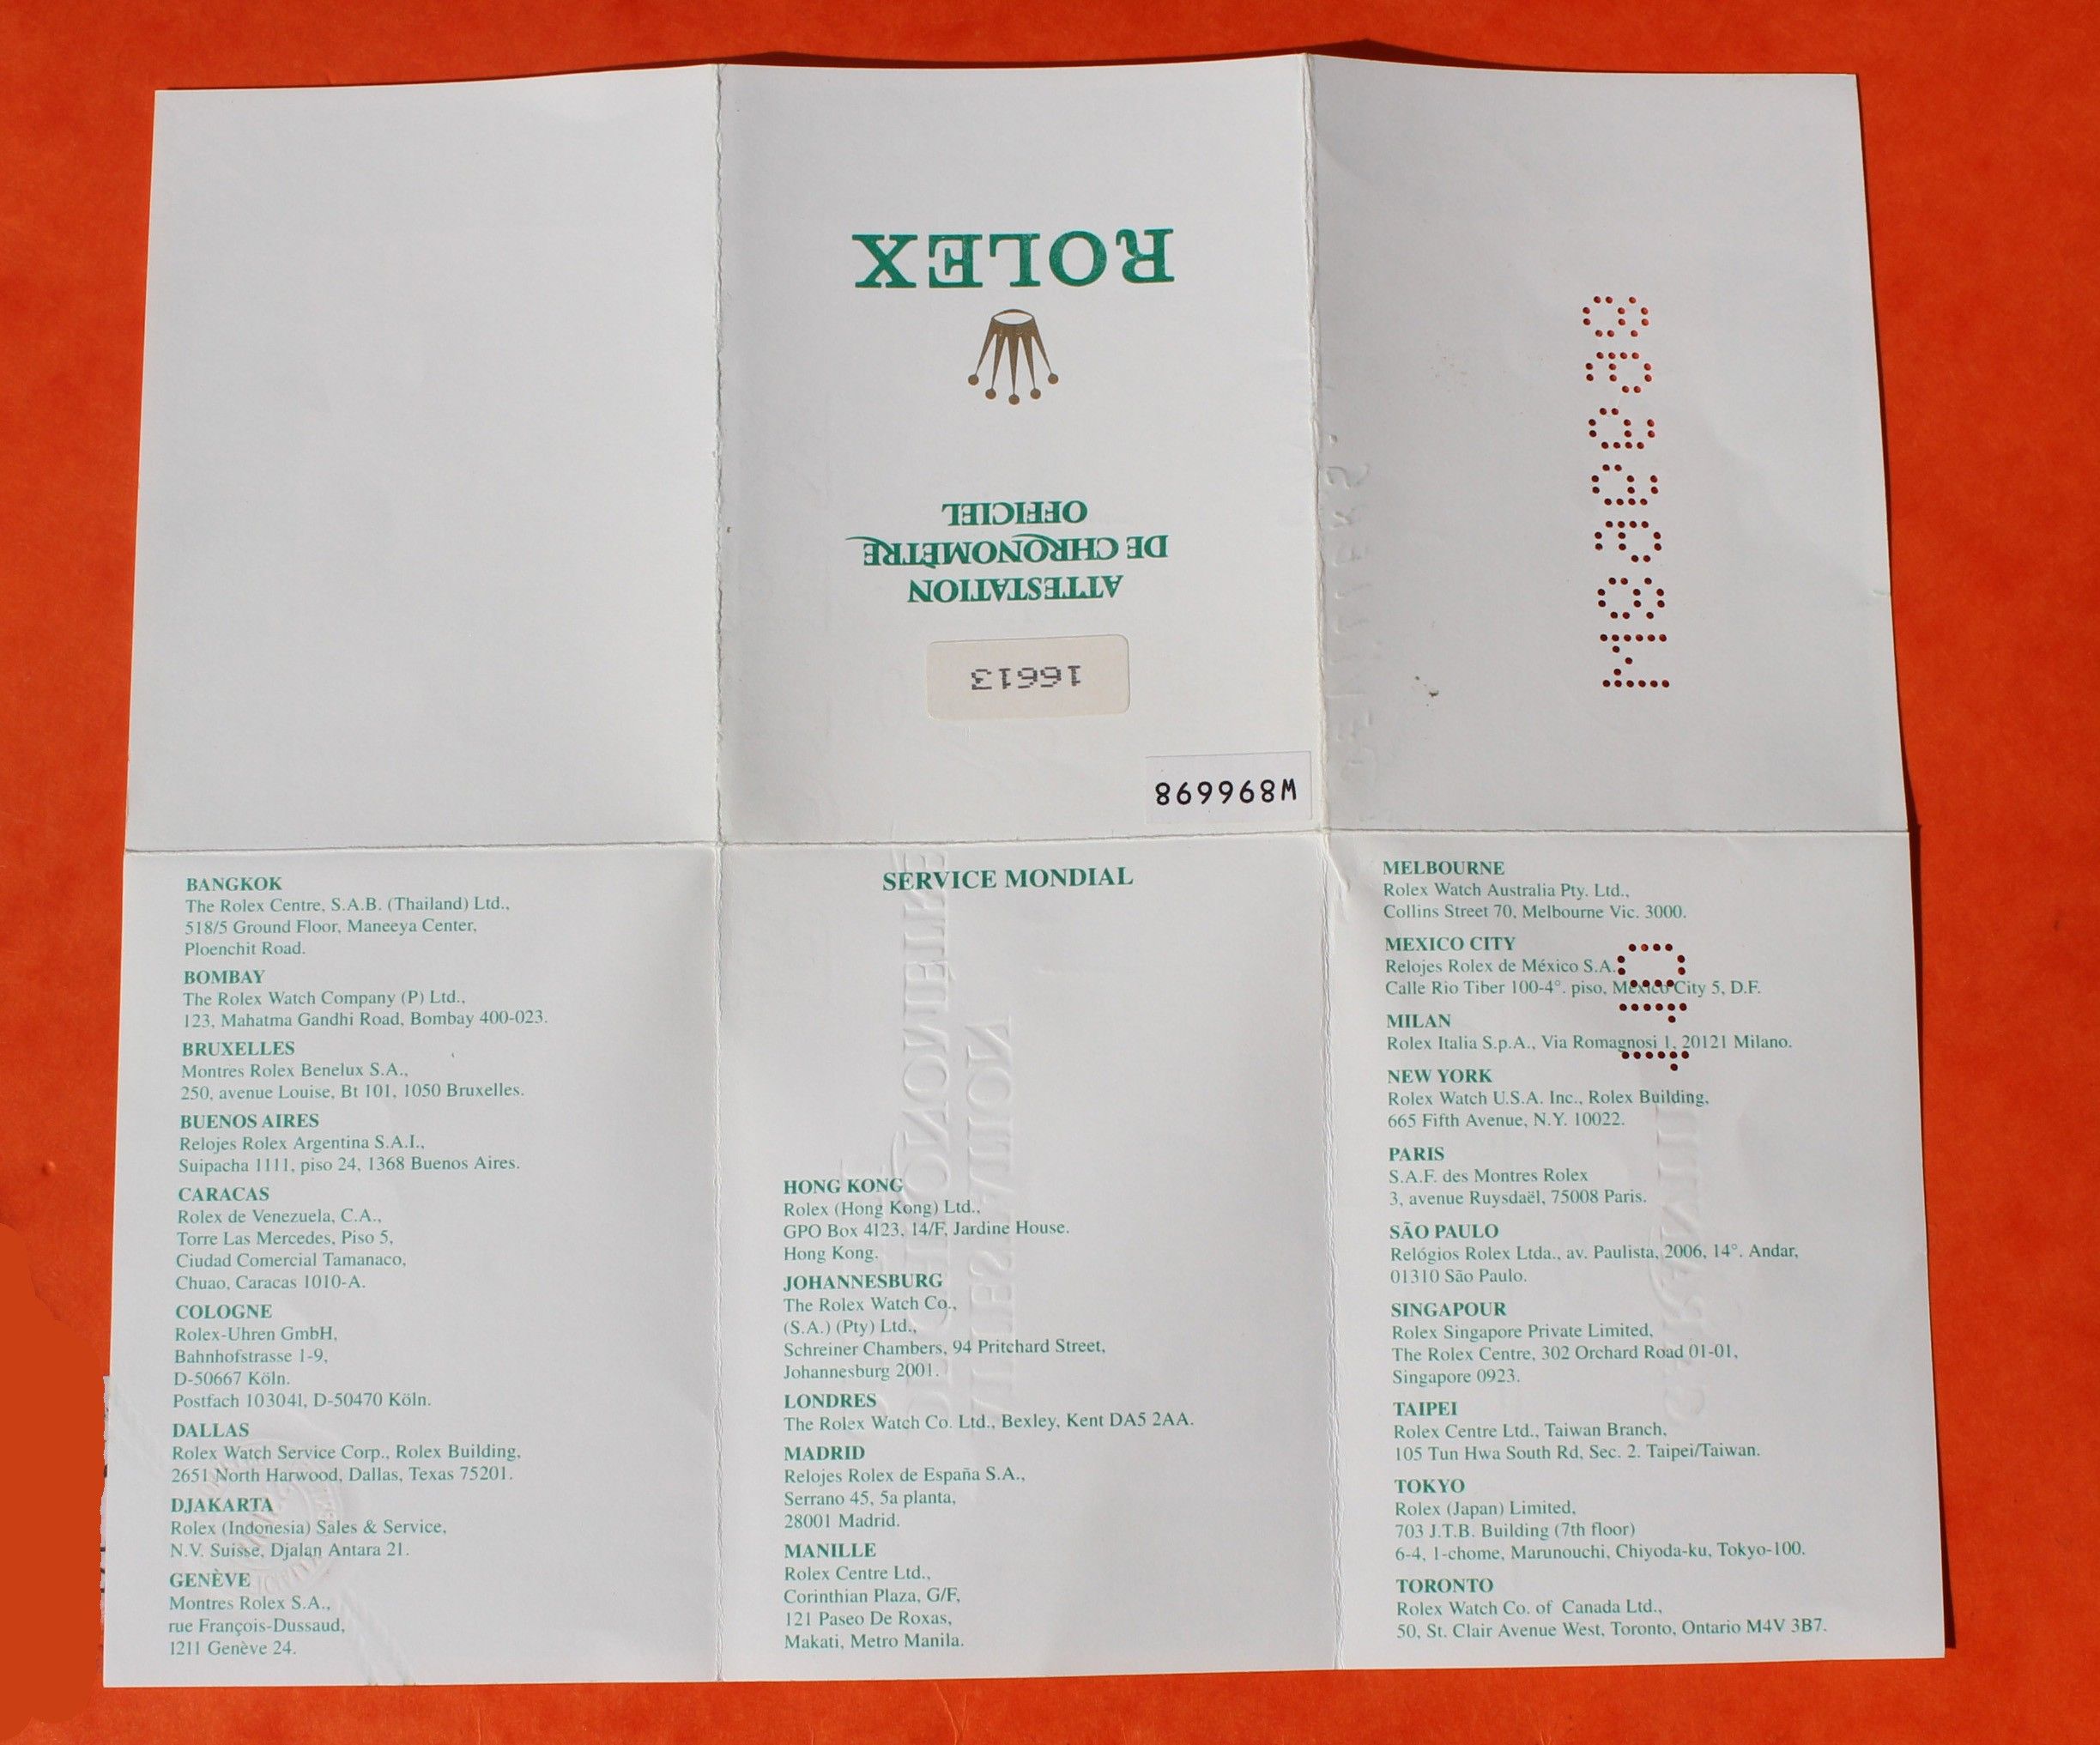 ROLEX
ATTESTATION
DE CHRONOMÈTRE
OFFICIEL
16613
W896698
BANGKOK
The Rolex Centre, S.A.B. (Thailand) Ltd.,
518/5 Ground Floor, Maneeya Center,
Ploenchit Road.
BOMBAY
The Rolex Watch Company (P) Ltd.,
123, Mahatma Gandhi Road, Bombay 400-023.
BRUXELLES
Montres Rolex Benelux S.A.,
250, avenue Louise, Bt 101, 1050 Bruxelles.
BUENOS AIRES
Relojes Rolex Argentina S.A.I.,
Suipacha 1111, piso 24, 1368 Buenos Aires.
CARACAS
Rolex de Venezuela, C.A.,
Torre Las Mercedes, Piso 5,
Ciudad Comercial Tamanaco,
Chuao, Caracas 1010-A.
COLOGNE
Rolex-Uhren GmbH,
Bahnhofstrasse 1-9,
D-50667 Köln.
Postfach 103041, D-50470 Köln.
DALLAS
Rolex Watch Service Corp., Rolex Building,
2651 North Harwood, Dallas, Texas 75201.
DJAKARTA
Rolex (Indonesia) Sales & Service,
N.V. Suisse, Djalan Antara 21.
GENÈVE
Montres Rolex S.A.,
rue François-Dussaud,
1211 Genève 24.
SERVICE MONDIAL
HONG KONG
Rolex (Hong Kong) Ltd.,
GPO Box 4123, 14/F, Jardine House.
Hong Kong.
JOHANNESBURG
The Rolex Watch Co.,
(S.A.) (Pty) Ltd.,
Schreiner Chambers, 94 Pritchard Street,
Johannesburg 2001.
LONDRES
The Rolex Watch Co. Ltd., Bexley, Kent DA5 2AA.
MADRID
Relojes Rolex de España S.A.,
Serrano 45, 5a planta,
28001 Madrid.
MANILLE
Rolex Centre Ltd.,
Corinthian Plaza, G/F,
121 Paseo De Roxas,
Makati, Metro Manila.
MELBOURNE
Rolex Watch Australia Pty. Ltd.,
Collins Street 70, Melbourne Vic. 3000.
MEXICO CITY
Relojes Rolex de México S.A.
Calle Rio Tiber 100-4°. piso, Mexico City 5, D.F.
MILAN
Rolex Italia S.p.A., Via Romagnosi 1, 20121 Milano.
NEW YORK
Rolex Watch U.S.A. Inc., Rolex Building,
665 Fifth Avenue, N.Y. 10022.
PARIS
S.A.F. des Montres Rolex
3, avenue Ruysdaël, 75008 Paris.
SÃO PAULO
Relógios Rolex Ltda., av. Paulista, 2006, 14°. Andar,
01310 São Paulo.
SINGAPOUR
Rolex Singapore Private Limited,
The Rolex Centre, 302 Orchard Road 01-01,
Singapore 0923.
TAIPEI
Rolex Centre Ltd., Taiwan Branch,
105 Tun Hwa South Rd, Sec. 2. Taipei/Taiwan.
TOKYO
Rolex (Japan) Limited,
703 J.T.B. Building (7th floor)
6-4, 1-chome, Marunouchi, Chiyoda-ku, Tokyo-100.
TORONTO
Rolex Watch Co. of Canada Ltd.,
50, St. Clair Avenue West, Toronto, Ontario M4V 3B7.